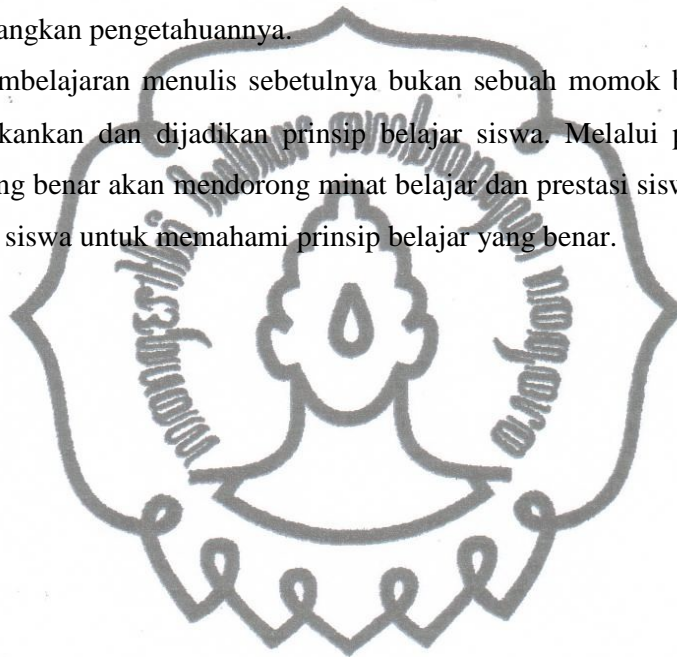 angkan pengetahuannya.
mbelajaran menulis sebetulnya bukan sebuah momok b
kankan dan dijadikan prinsip belajar siswa. Melalui p
ng benar akan mendorong minat belajar dan prestasi sisw
siswa untuk memahami prinsip belajar yang benar.